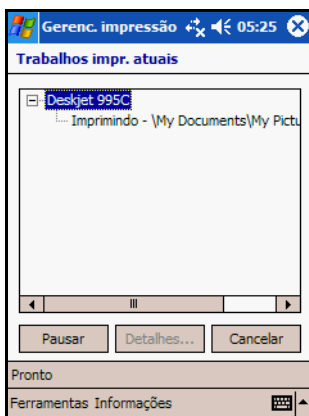 Gerenc. impressão 05:25
Trabalhos impr. atuais
Deskjet 995C
Imprimindo - \My Documents\My Pictu
Pausar Detalhes... Cancelar
Pronto
Ferramentas Informações